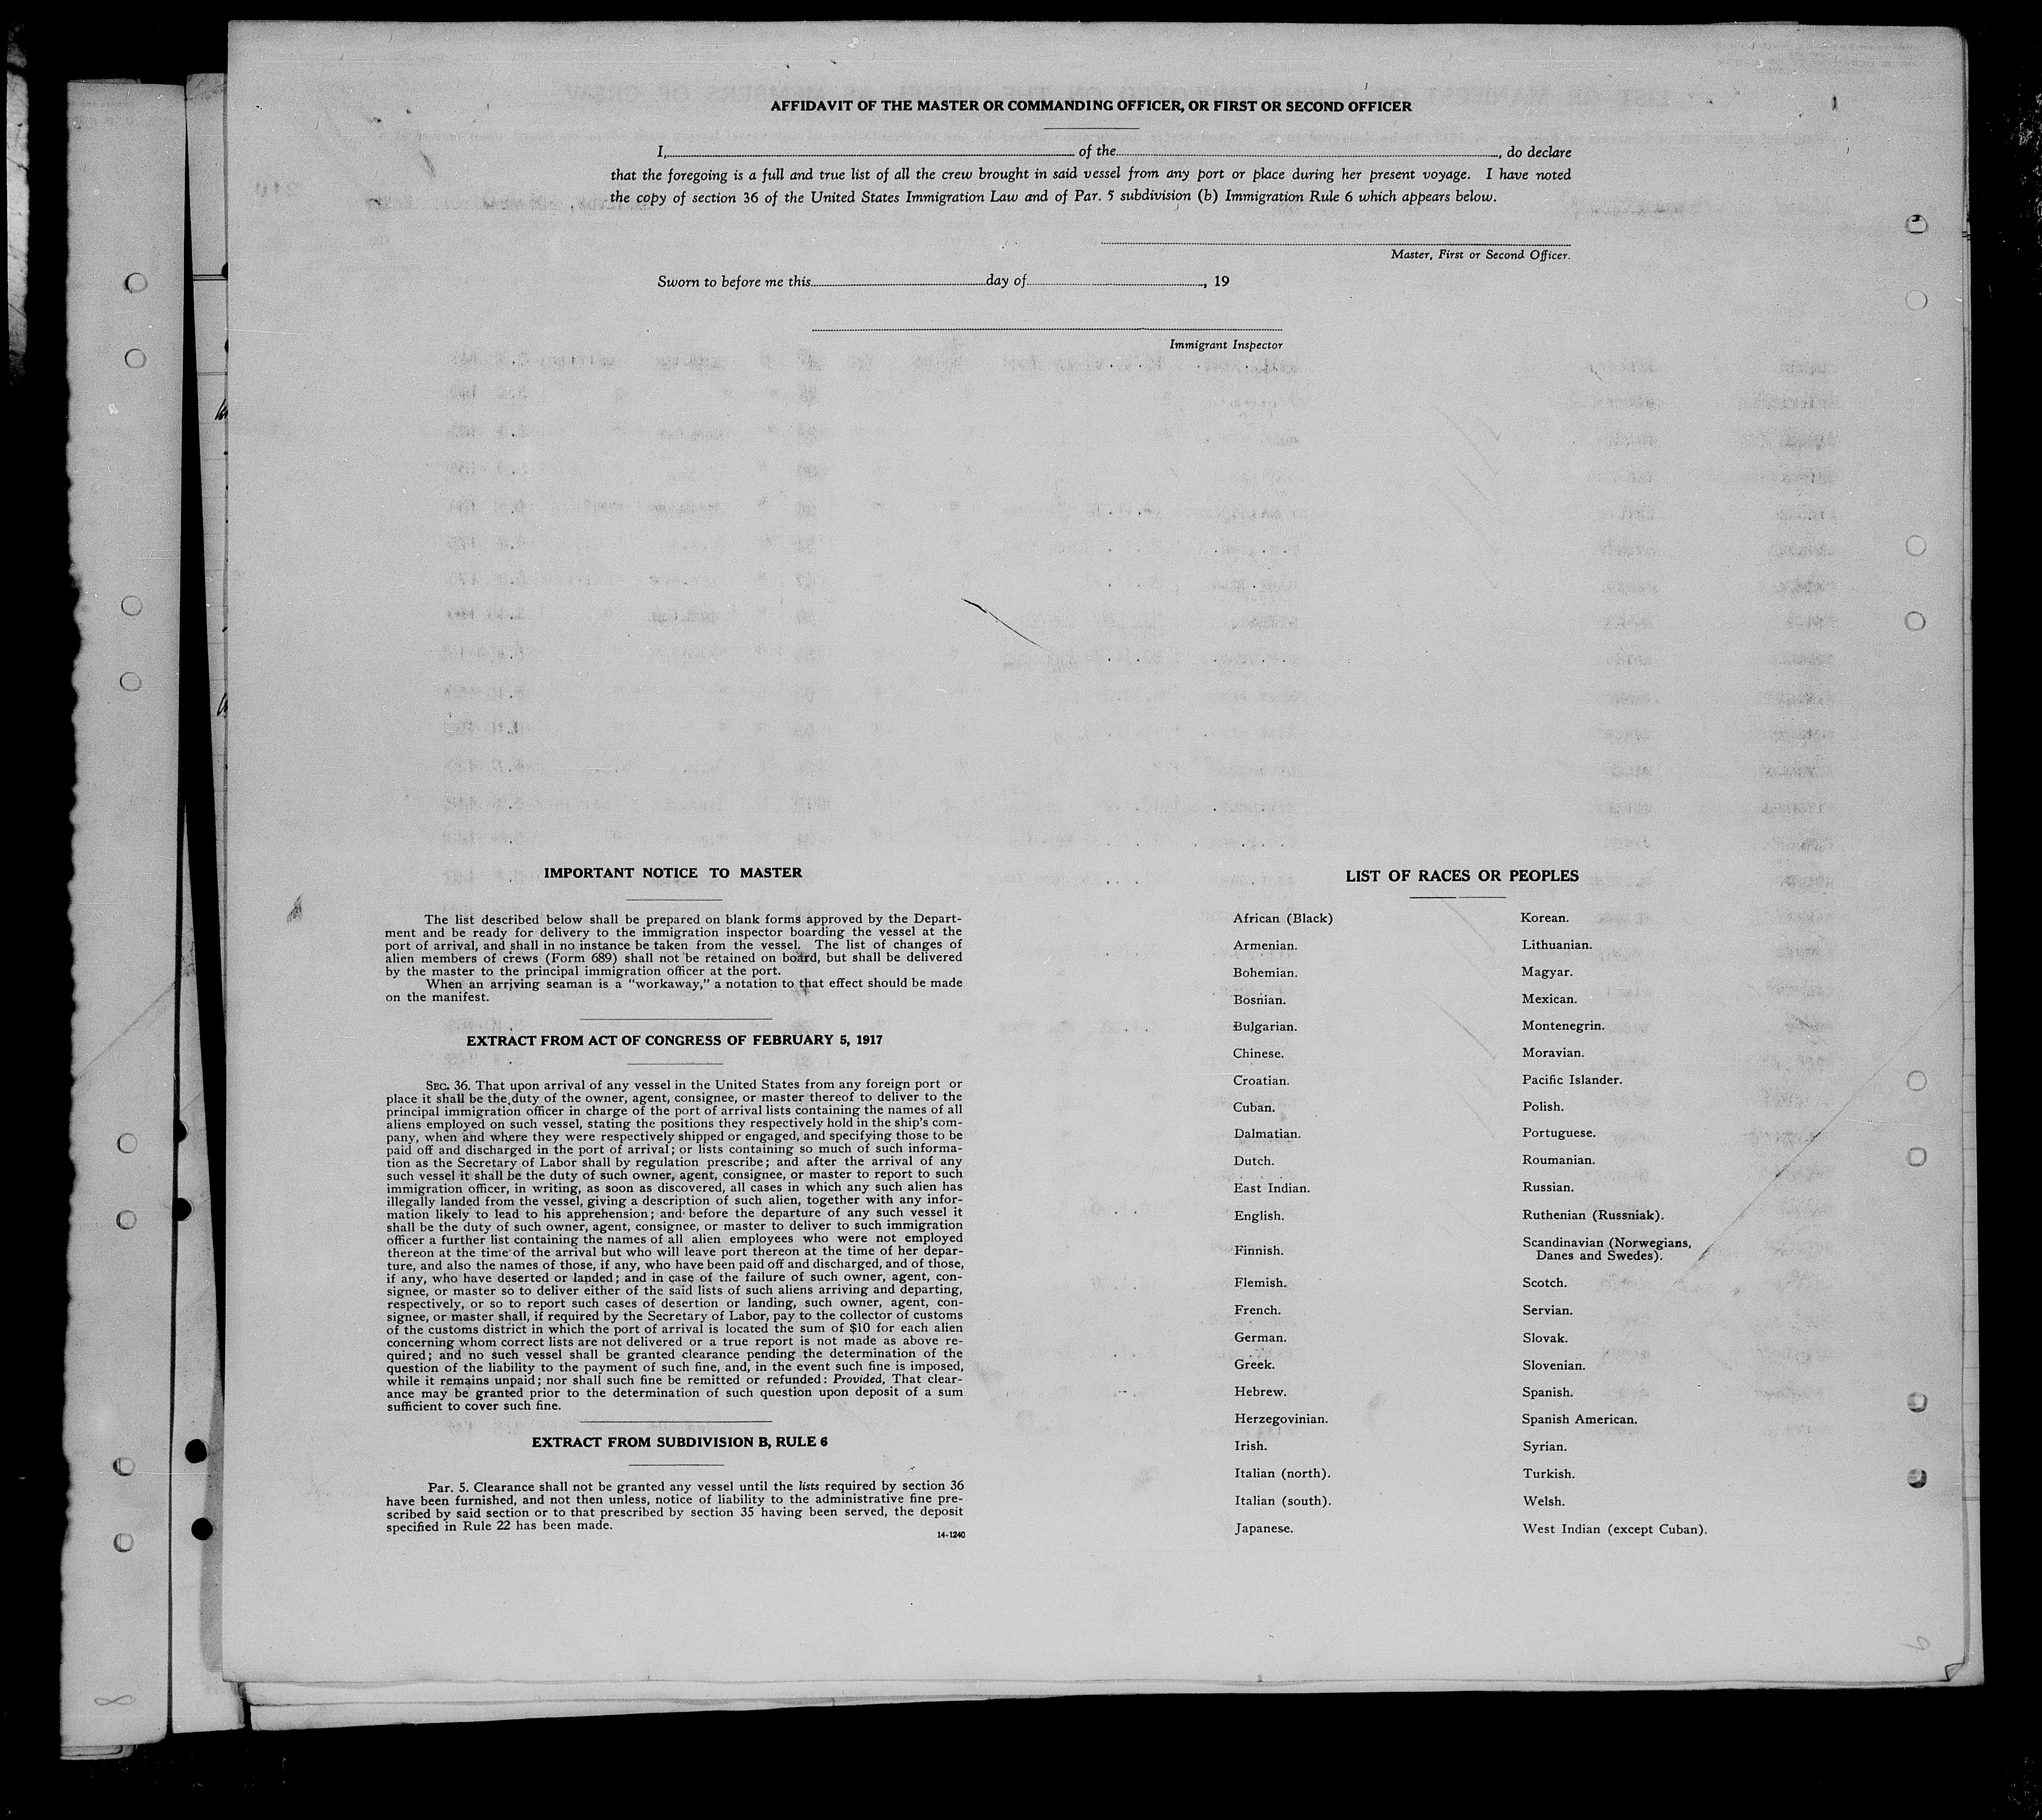 AFFIDAVIT OF THE MASTER OR COMMANDING OFFICER, OR FIRST OR SECOND OFFICER
I, of the , do declare
that the foregoing is a full and true list of all the crew brought in said vessel from any port or place during her present voyage. I have noted
the copy of section 36 of the United States Immigration Law and of Par. 5 subdivision (b) Immigration Rule 6 which appears below.
Master, First or Second Officer.
Sworn to before me this day of , 19
Immigrant Inspector
IMPORTANT NOTICE TO MASTER
The list described below shall be prepared on blank forms approved by the Depart-
ment and be ready for delivery to the immigration inspector boarding the vessel at the
port of arrival, and shall in no instance be taken from the vessel. The list of changes of
alien members of crews (Form 689) shall not be retained on board, but shall be delivered
by the master to the principal immigration officer at the port.
When an arriving seaman is a "workaway," a notation to that effect should be made
on the manifest.
EXTRACT FROM ACT OF CONGRESS OF FEBRUARY 5, 1917
SEC. 36. That upon arrival of any vessel in the United States from any foreign port or
place it shall be the duty of the owner, agent, consignee, or master thereof to deliver to the
principal immigration officer in charge of the port of arrival lists containing the names of all
aliens employed on such vessel, stating the positions they respectively hold in the ship's com-
pany, when and where they were respectively shipped or engaged, and specifying those to be
paid off and discharged in the port of arrival; or lists containing so much of such informa-
tion as the Secretary of Labor shall by regulation prescribe; and after the arrival of any
such vessel it shall be the duty of such owner, agent, consignee, or master to report to such
immigration officer, in writing, as soon as discovered, all cases in which any such alien has
illegally landed from the vessel, giving a description of such alien, together with any infor-
mation likely to lead to his apprehension; and before the departure of any such vessel it
shall be the duty of such owner, agent, consignee, or master to deliver to such immigration
officer a further list containing the names of all alien employees who were not employed
thereon at the time of the arrival but who will leave port thereon at the time of her depar-
ture, and also the names of those, if any, who have been paid off and discharged, and of those,
if any, who have deserted or landed; and in case of the failure of such owner, agent, con-
signee, or master so to deliver either of the said lists of such aliens arriving and departing,
respectively, or so to report such cases of desertion or landing, such owner, agent, con-
signee, or master shall, if required by the Secretary of Labor, pay to the collector of customs
of the customs district in which the port of arrival is located the sum of $10 for each alien
concerning whom correct lists are not delivered or a true report is not made as above re-
quired; and no such vessel shall be granted clearance pending the determination of the
question of the liability to the payment of such fine, and, in the event such fine is imposed,
while it remains unpaid; nor shall such fine be remitted or refunded: Provided, That clear-
ance may be granted prior to the determination of such question upon deposit of a sum
sufficient to cover such fine.
EXTRACT FROM SUBDIVISION B, RULE 6
Par. 5. Clearance shall not be granted any vessel until the lists required by section 36
have been furnished, and not then unless, notice of liability to the administrative fine pre-
scribed by said section or to that prescribed by section 35 having been served, the deposit
specified in Rule 22 has been made.
14-1240
LIST OF RACES OR PEOPLES
African (Black)
Armenian.
Bohemian.
Bosnian.
Bulgarian.
Chinese.
Croatian.
Cuban.
Dalmatian.
Dutch.
East Indian.
English.
Finnish.
Flemish.
French.
German.
Greek.
Hebrew.
Herzegovinian.
Irish.
Italian (north).
Italian (south).
Japanese.
Korean.
Lithuanian.
Magyar.
Mexican.
Montenegrin.
Moravian.
Pacific Islander.
Polish.
Portuguese.
Roumanian.
Russian.
Ruthenian (Russniak).
Scandinavian (Norwegians,
Danes and Swedes).
Scotch.
Servian.
Slovak.
Slovenian.
Spanish.
Spanish American.
Syrian.
Turkish.
Welsh.
West Indian (except Cuban).